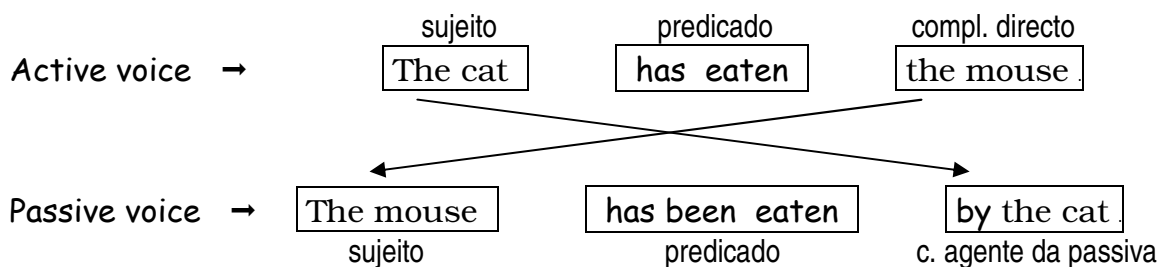 sujeito predicado compl. directo
Active voice → The cat has eaten the mouse .
Passive voice → The mouse has been eaten by the cat .
sujeito predicado c. agente da passiva